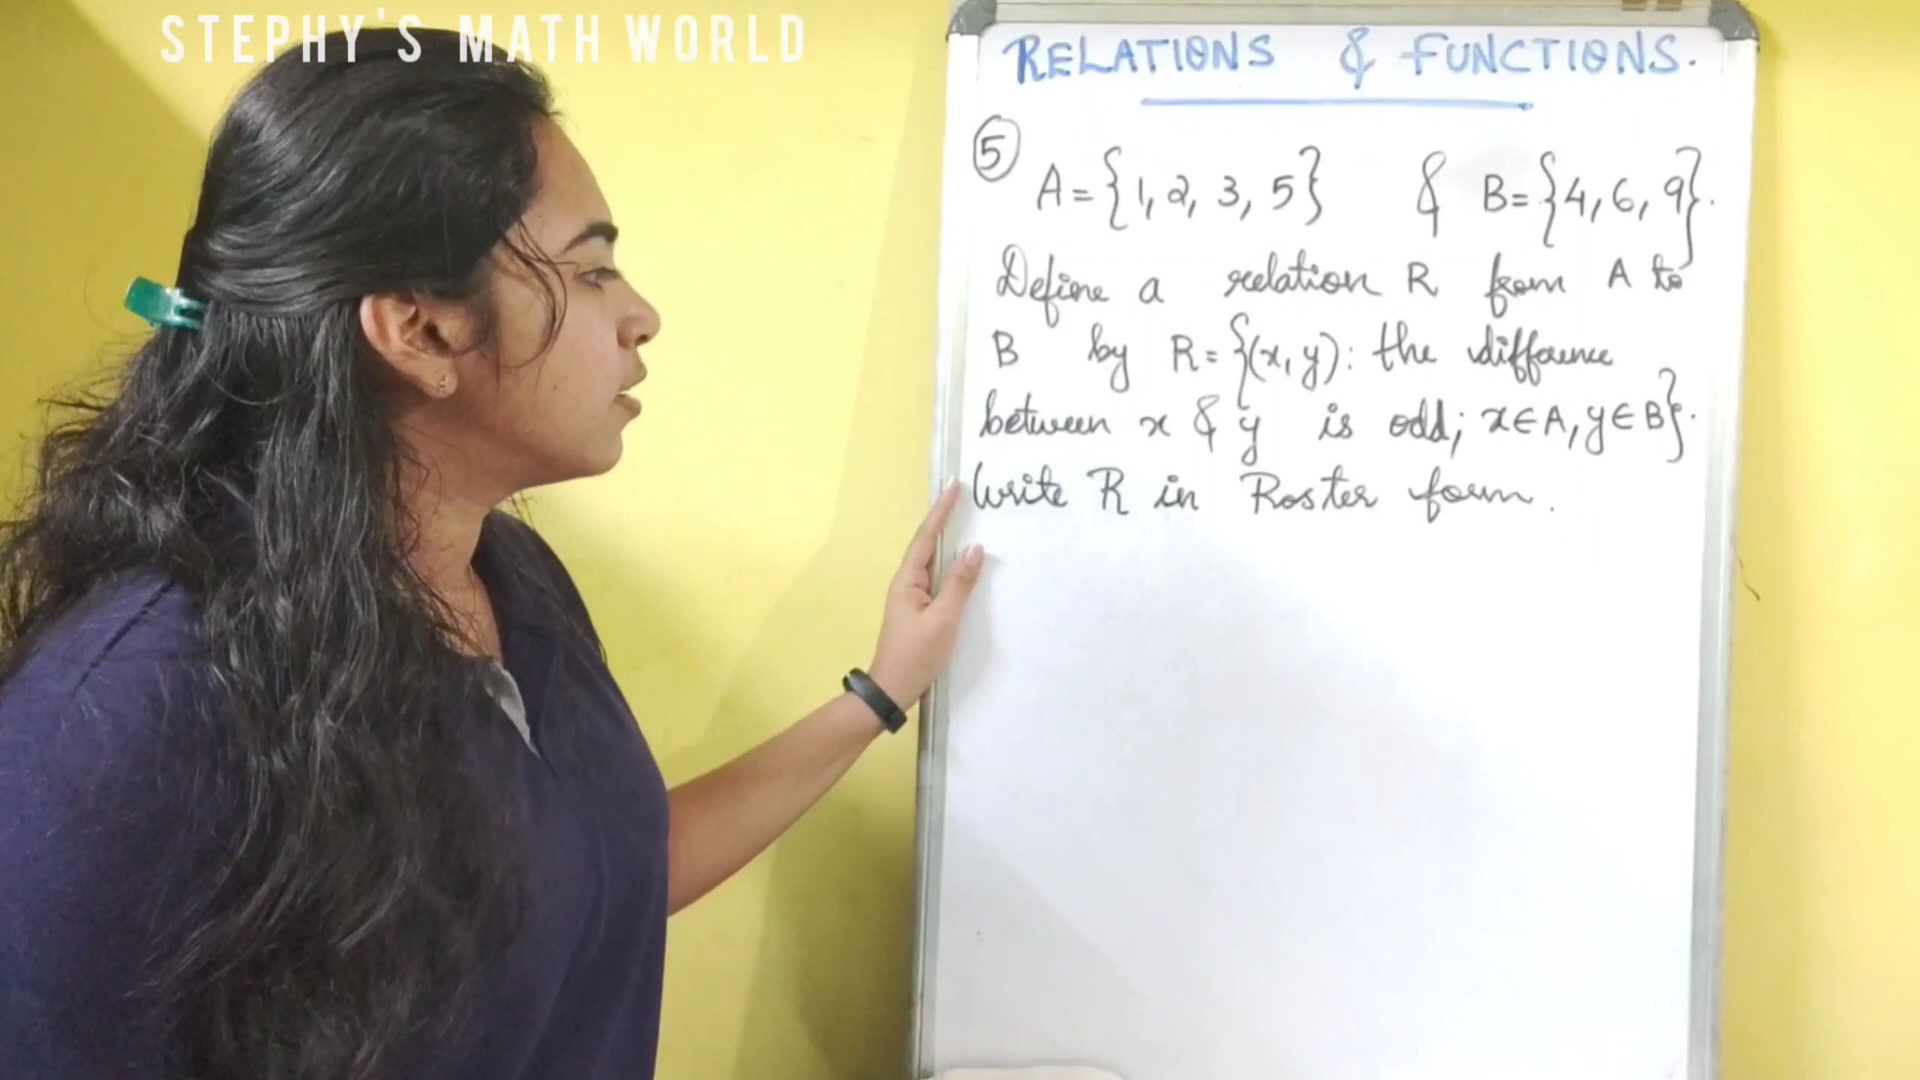 STEPHY'S MATH WORLD
RELATIONS & FUNCTIONS.
5
A = {1, 2, 3, 5} & B = {4, 6, 9}.
Define a relation R from A to
B by R = {(x, y) : the difference
between x & y is odd; x ∈ A, y ∈ B}.
Write R in Roster form.